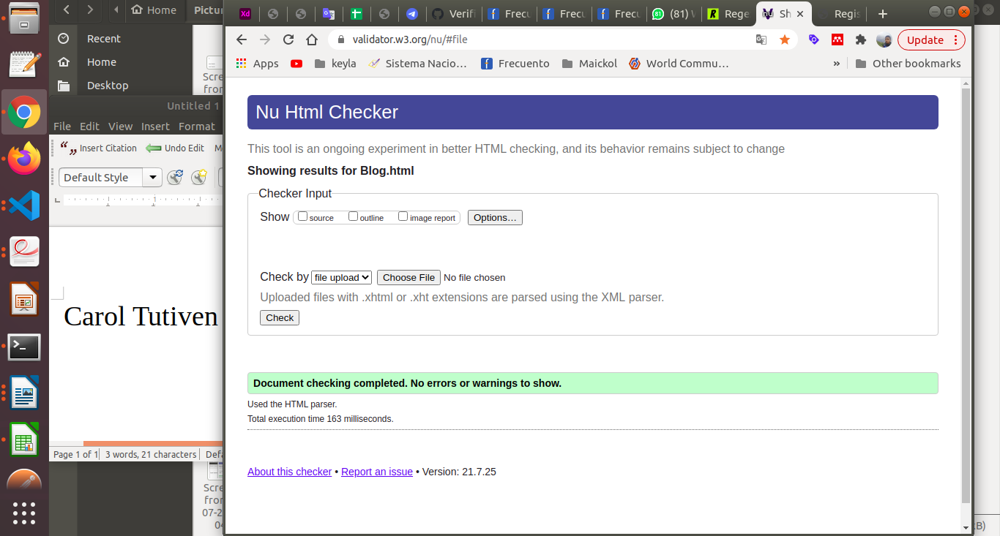 Home
Pictur
Recent
Home
Desktop
Scre
fron
Untitled 1
File Edit View Insert Format
Insert Citation Undo Edit M
Default Style
Carol Tutiven
Page 1 of 1 3 words, 21 characters Defa
Scre
fron
07-2
04
Xd
Verifi
Frecu
Frecu
Frecu
81 (81) W
Rege
Sh
Regis
validator.w3.org/nu/#file
Update
Apps
keyla
Sistema Nacio…
Frecuento
Maickol
World Commu…
» Other bookmarks
Nu Html Checker
This tool is an ongoing experiment in better HTML checking, and its behavior remains subject to change
Showing results for Blog.html
Checker Input
Show source outline image report Options…
Check by file upload Choose File No file chosen
Uploaded files with .xhtml or .xht extensions are parsed using the XML parser.
Check
Document checking completed. No errors or warnings to show.
Used the HTML parser.
Total execution time 163 milliseconds.
About this checker • Report an issue • Version: 21.7.25
B)